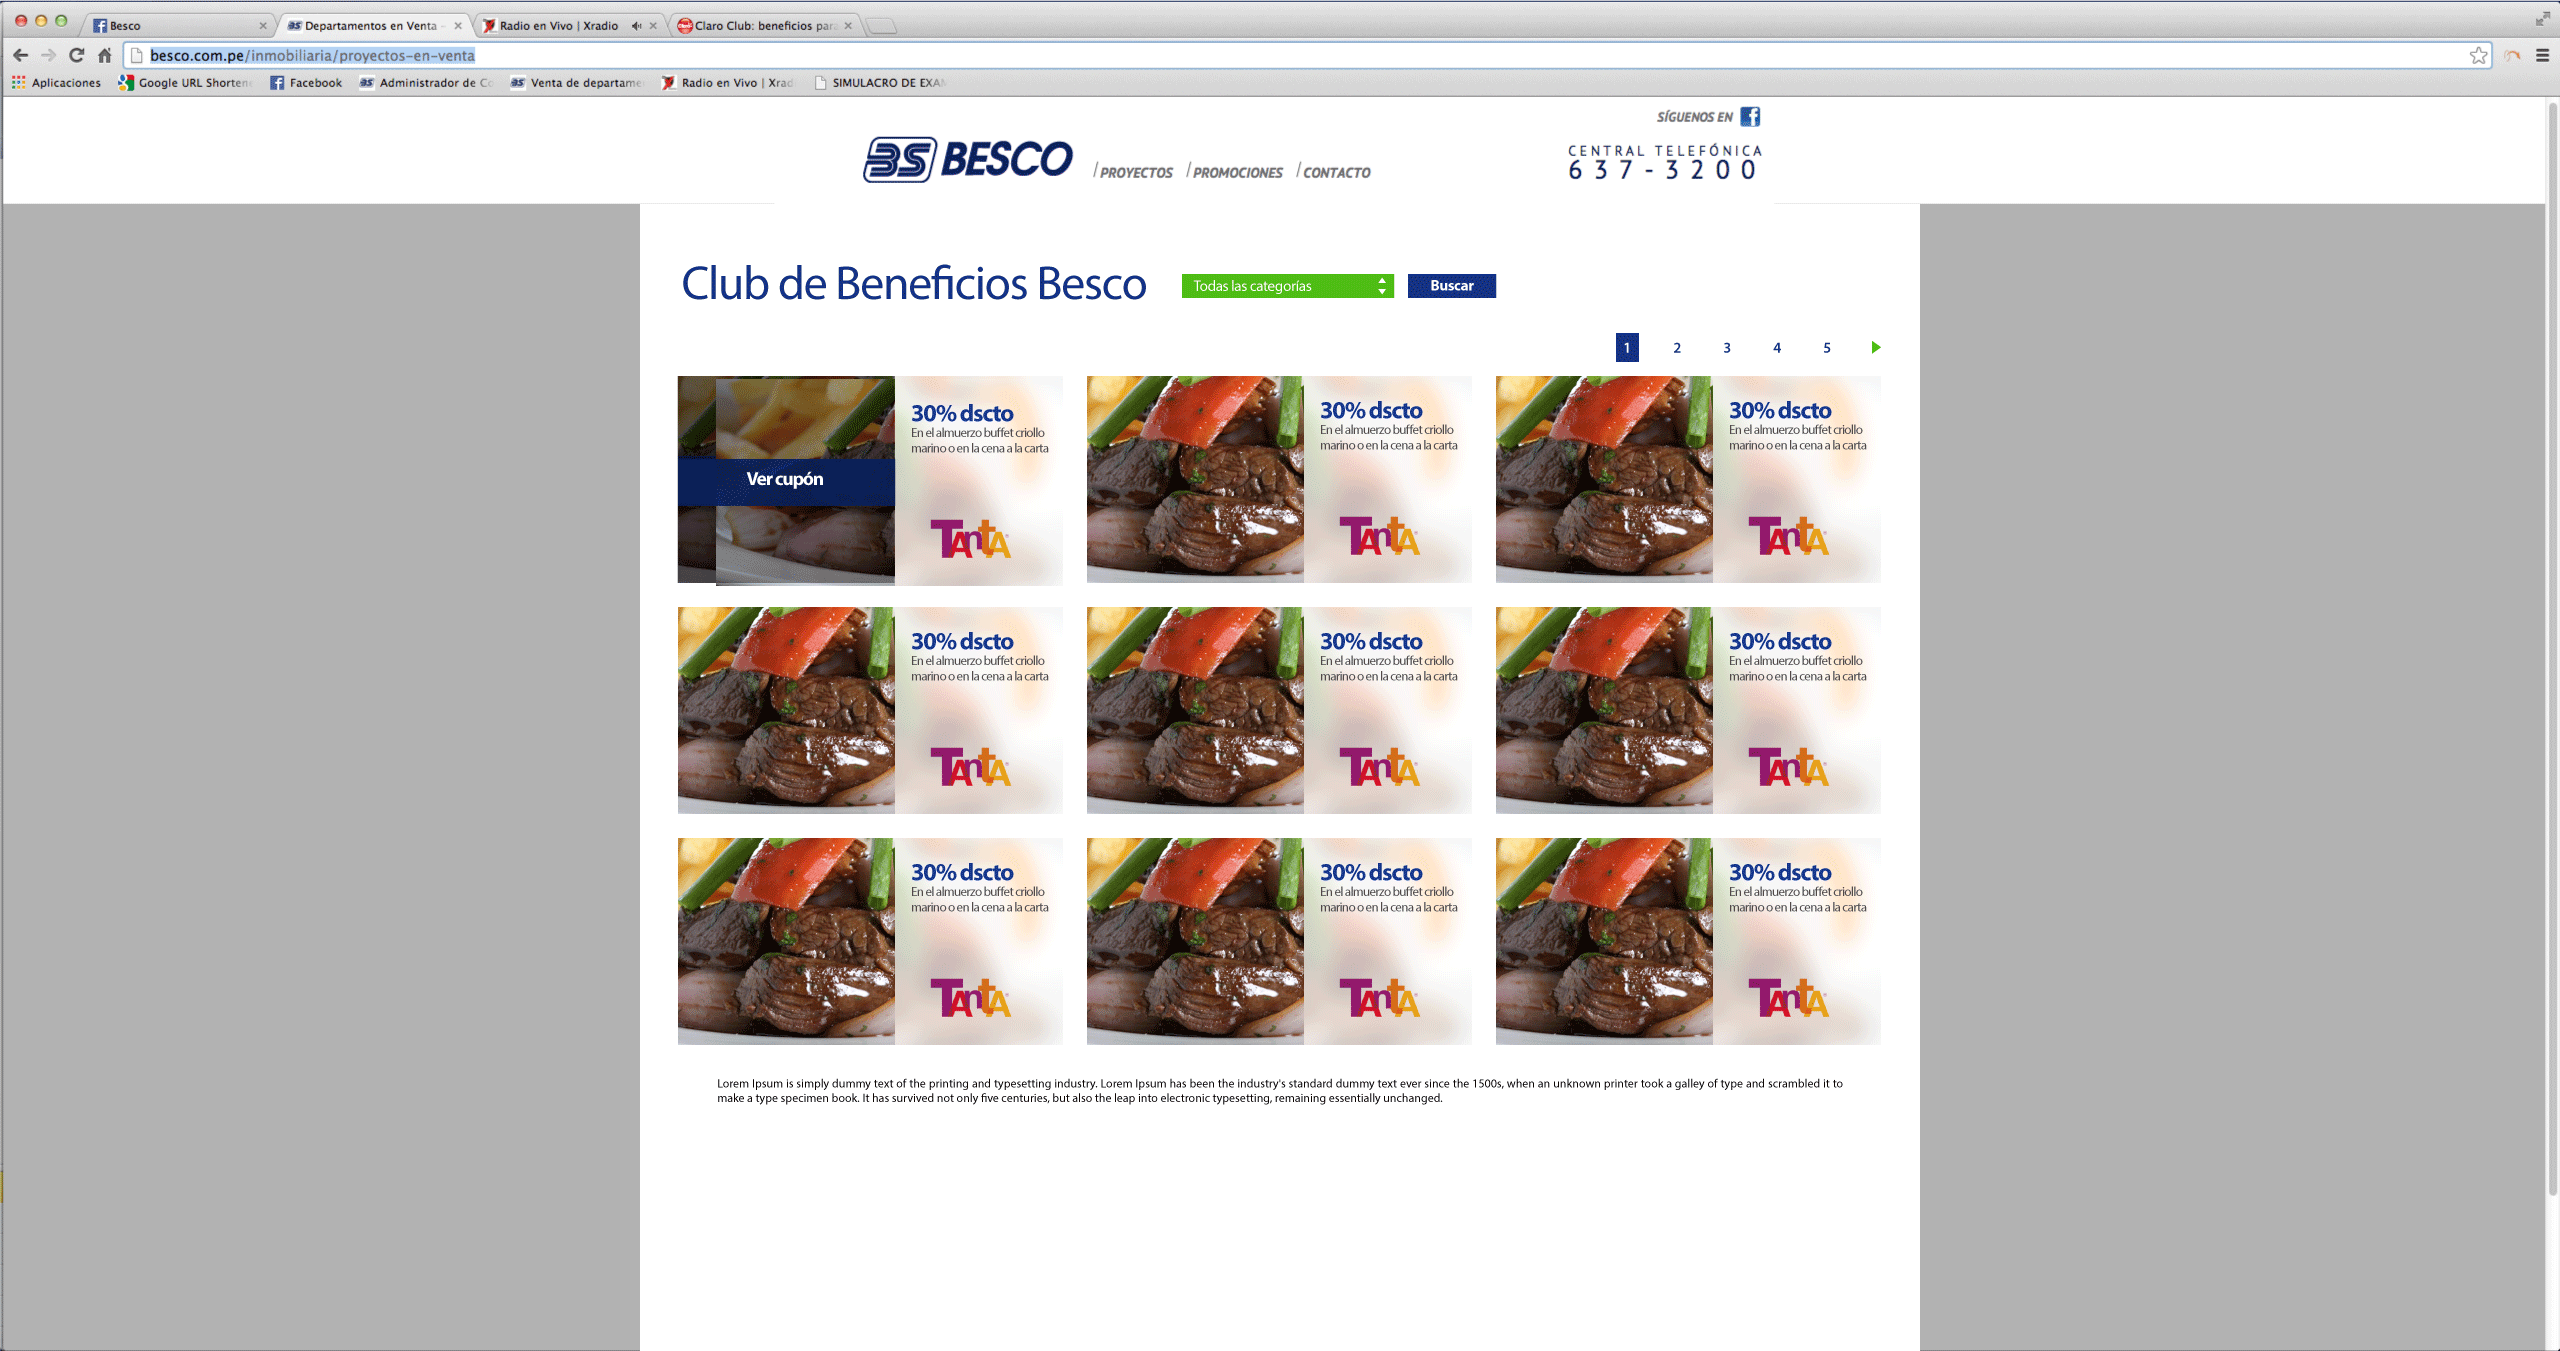 Besco
Departamentos en Venta -
Radio en Vivo | Xradio
Claro Club: beneficios par
besco.com.pe/inmobiliaria/proyectos-en-venta
Aplicaciones
Google URL Shorten
Facebook
Administrador de Co
Venta de departame
Radio en Vivo | Xrad
SIMULACRO DE EXAM
SÍGUENOS EN
BS BESCO
/PROYECTOS /PROMOCIONES /CONTACTO
CENTRAL TELEFÓNICA
637-3200
Club de Beneficios Besco
Todas las categorías
Buscar
1 2 3 4 5
Ver cupón
30% dscto
En el almuerzo buffet criollo
marino o en la cena a la carta
TAntA
30% dscto
En el almuerzo buffet criollo
marino o en la cena a la carta
TAntA
30% dscto
En el almuerzo buffet criollo
marino o en la cena a la carta
TAntA
30% dscto
En el almuerzo buffet criollo
marino o en la cena a la carta
TAntA
30% dscto
En el almuerzo buffet criollo
marino o en la cena a la carta
TAntA
30% dscto
En el almuerzo buffet criollo
marino o en la cena a la carta
TAntA
30% dscto
En el almuerzo buffet criollo
marino o en la cena a la carta
TAntA
30% dscto
En el almuerzo buffet criollo
marino o en la cena a la carta
TAntA
30% dscto
En el almuerzo buffet criollo
marino o en la cena a la carta
TAntA
Lorem Ipsum is simply dummy text of the printing and typesetting industry. Lorem Ipsum has been the industry's standard dummy text ever since the 1500s, when an unknown printer took a galley of type and scrambled it to
make a type specimen book. It has survived not only five centuries, but also the leap into electronic typesetting, remaining essentially unchanged.